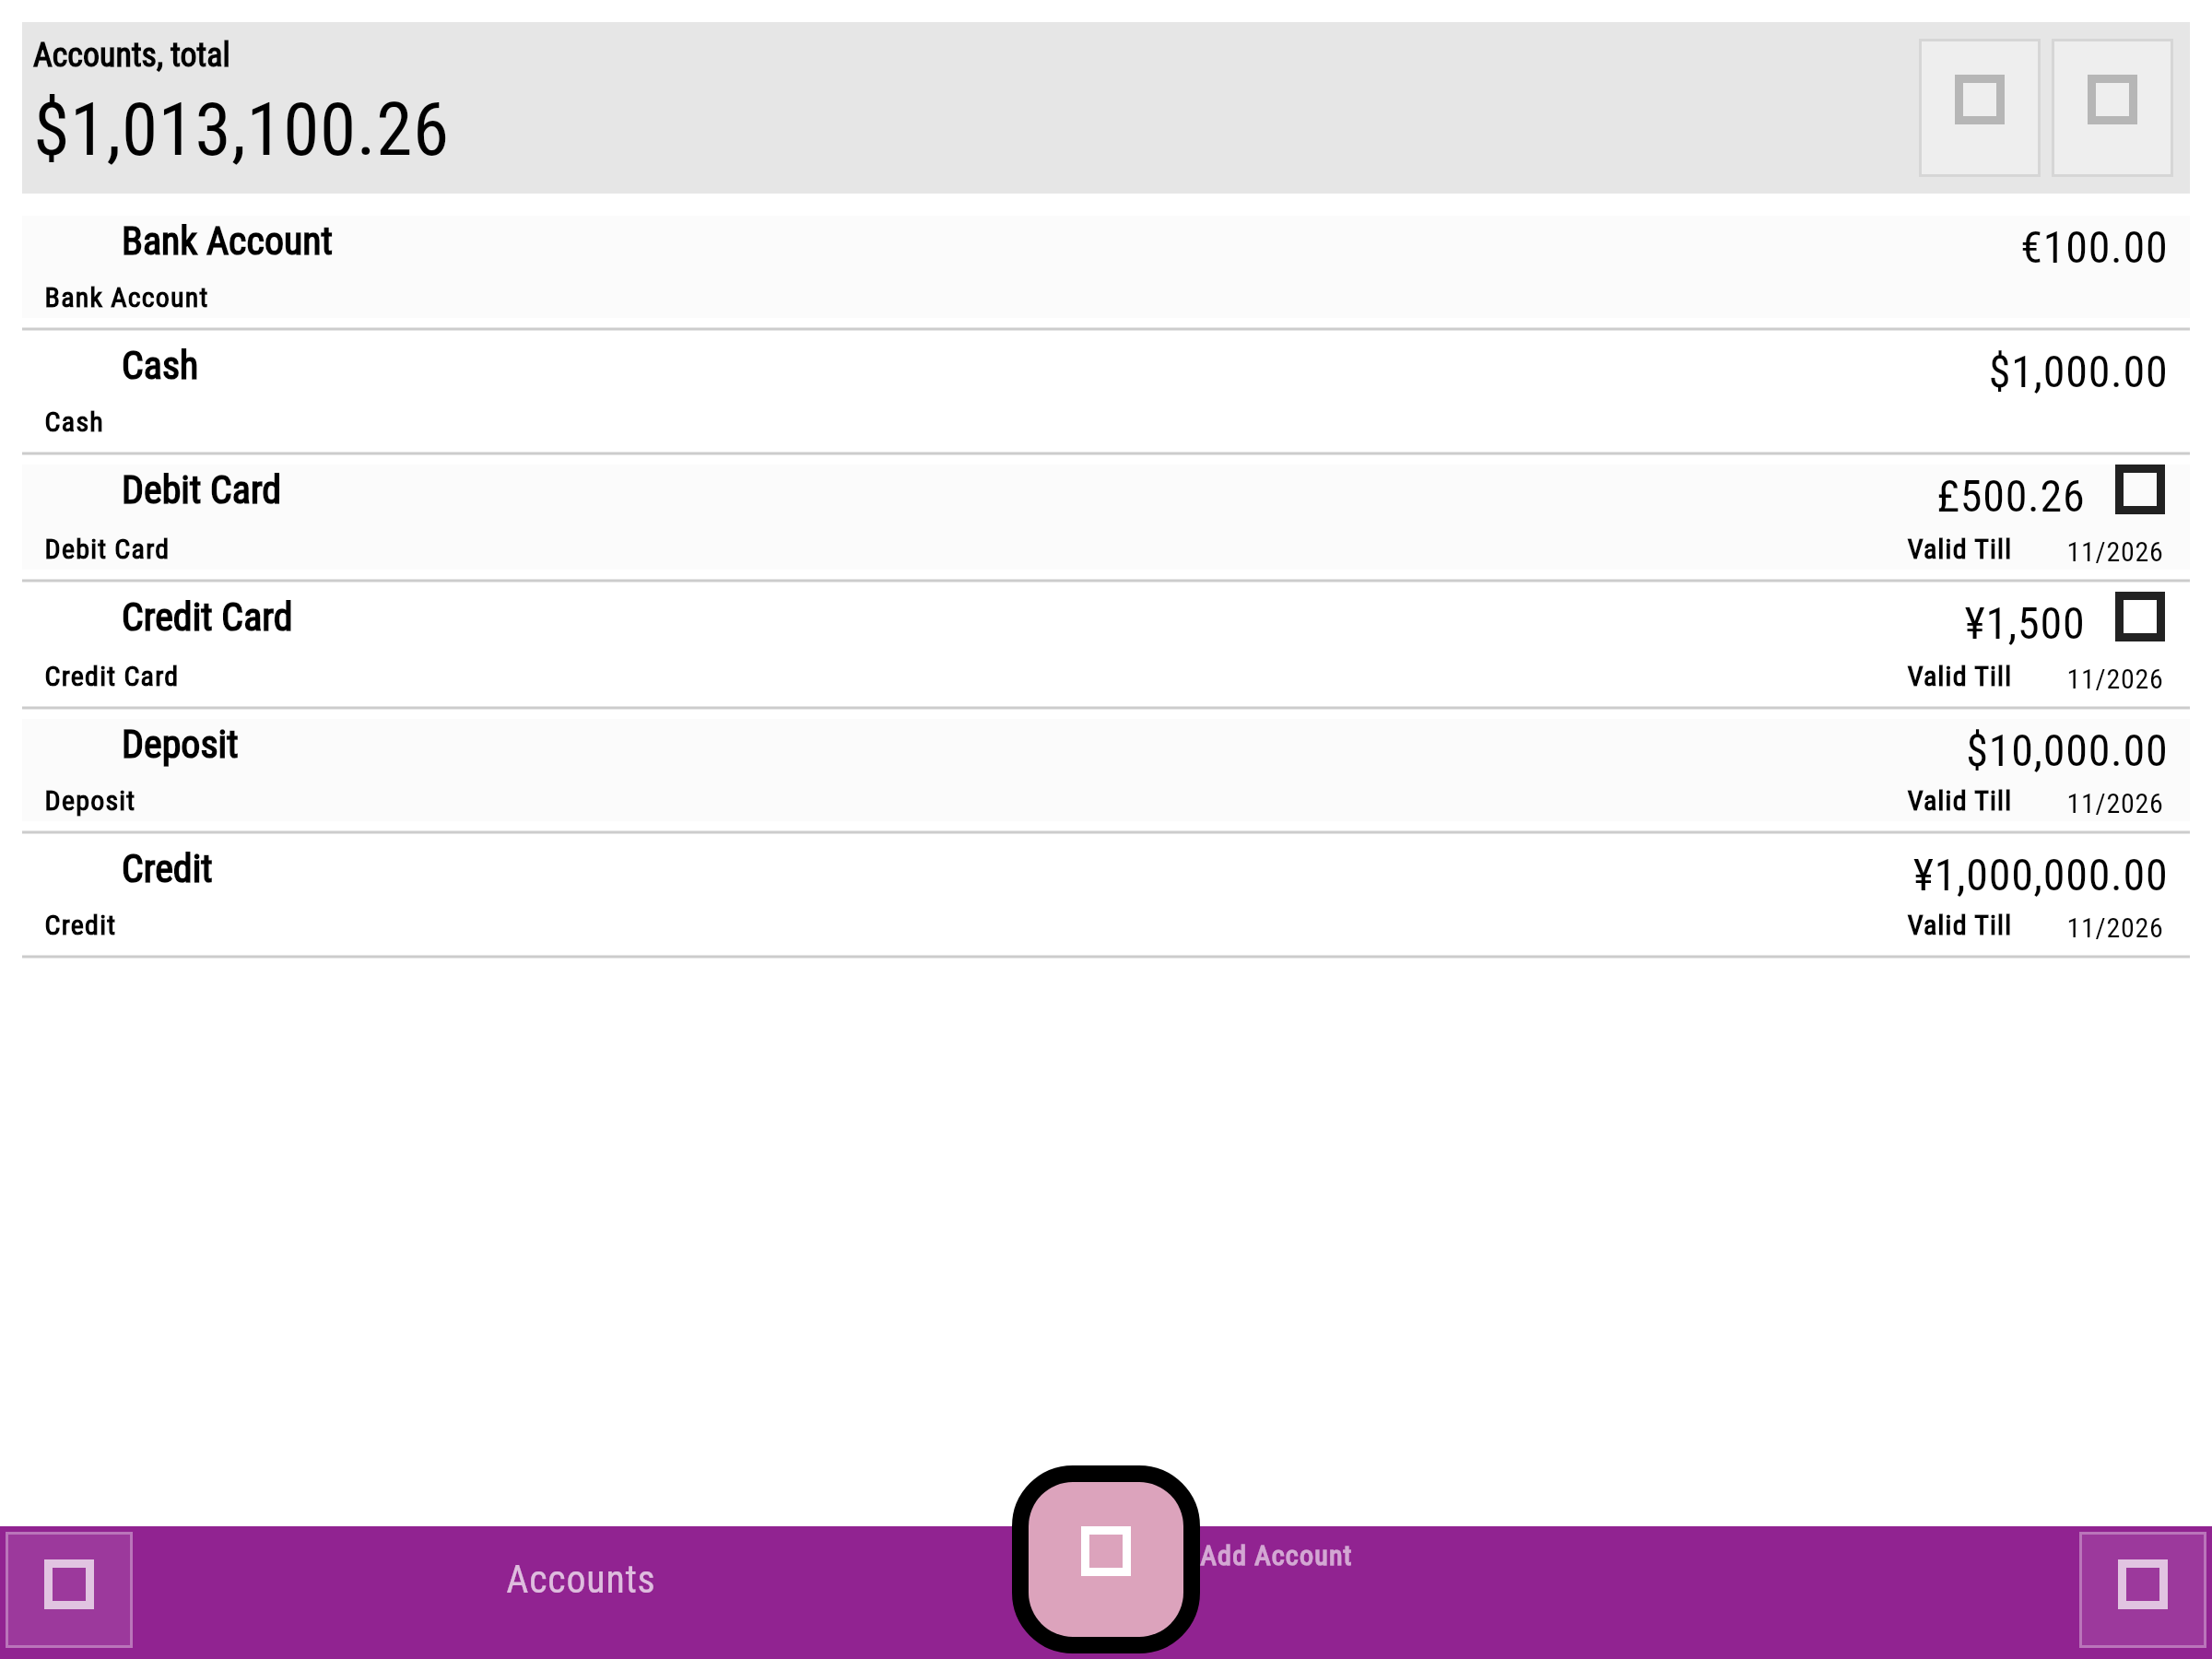 Accounts, total
$1,013,100.26
Bank Account €100.00
Bank Account
Cash $1,000.00
Cash
Debit Card £500.26
Debit Card Valid Till 11/2026
Credit Card ¥1,500
Credit Card Valid Till 11/2026
Deposit $10,000.00
Deposit Valid Till 11/2026
Credit ¥1,000,000.00
Credit Valid Till 11/2026
Accounts Add Account